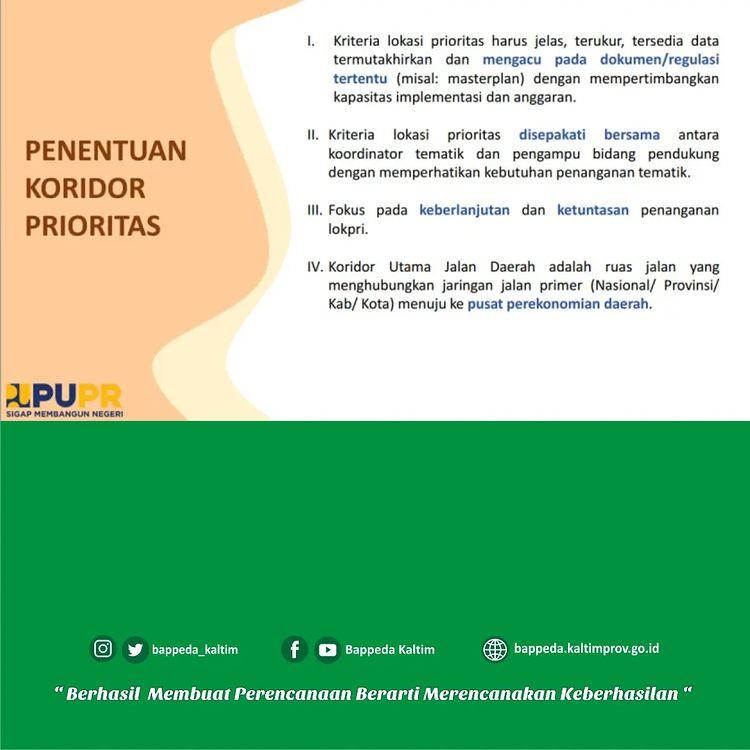 PENENTUAN
KORIDOR
PRIORITAS
I. Kriteria lokasi prioritas harus jelas, terukur, tersedia data
termutakhirkan dan mengacu pada dokumen/regulasi
tertentu (misal: masterplan) dengan mempertimbangkan
kapasitas implementasi dan anggaran.
II. Kriteria lokasi prioritas disepakati bersama antara
koordinator tematik dan pengampu bidang pendukung
dengan memperhatikan kebutuhan penanganan tematik.
III. Fokus pada keberlanjutan dan ketuntasan penanganan
lokpri.
IV. Koridor Utama Jalan Daerah adalah ruas jalan yang
menghubungkan jaringan jalan primer (Nasional/ Provinsi/
Kab/ Kota) menuju ke pusat perekonomian daerah.
PUPR
SIGAP MEMBANGUN NEGERI
bappeda_kaltim
Bappeda Kaltim
bappeda.kaltimprov.go.id
“ Berhasil Membuat Perencanaan Berarti Merencanakan Keberhasilan “